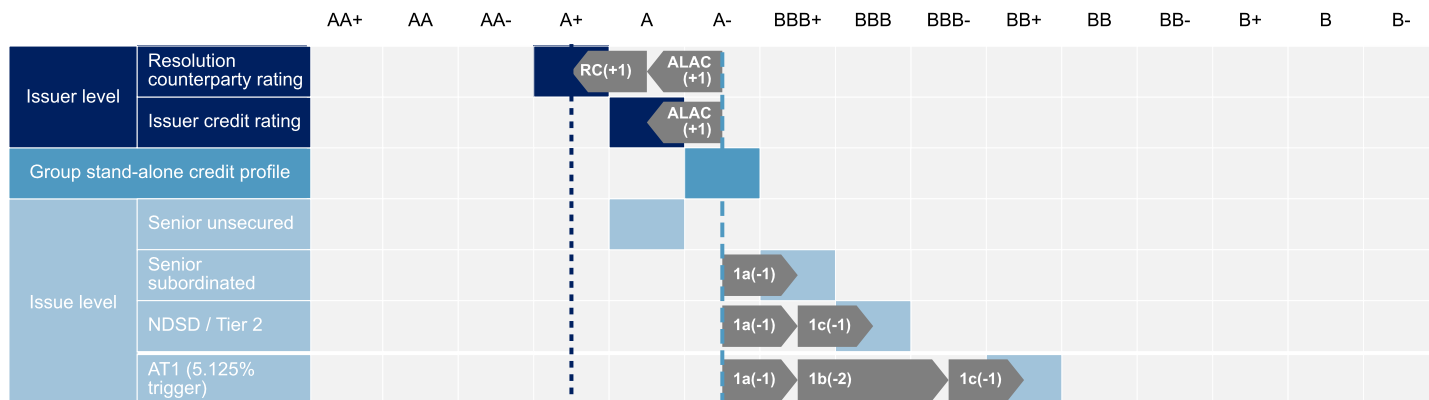 AA+ AA AA- A+ A A- BBB+ BBB BBB- BB+ BB BB- B+ B B-
Issuer level
Resolution
counterparty rating
RC(+1)
ALAC
(+1)
Issuer credit rating
ALAC
(+1)
Group stand-alone credit profile
Issue level
Senior unsecured
Senior
subordinated
1a(-1)
NDSD / Tier 2
1a(-1) 1c(-1)
AT1 (5.125%
trigger)
1a(-1) 1b(-2) 1c(-1)